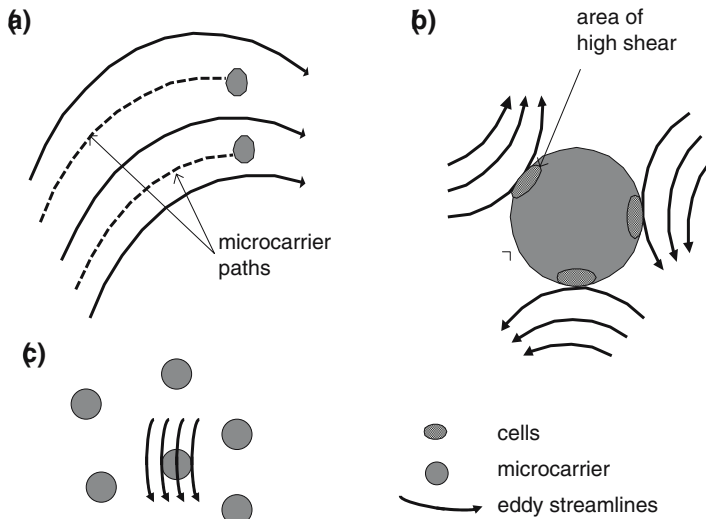 (a)
microcarrier
paths
(b)
area of
high shear
(c)
cells
microcarrier
eddy streamlines